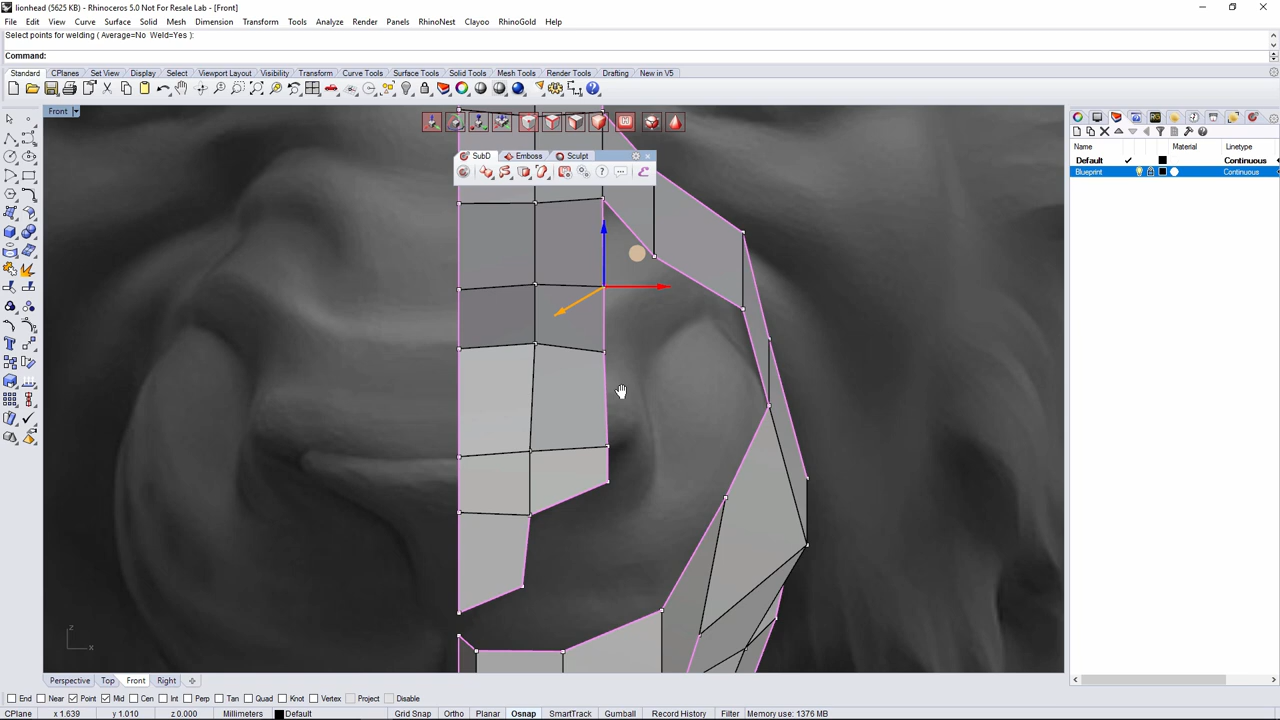 lionhead (5625 KB) - Rhinoceros 5.0 Not For Resale Lab - [Front]
File Edit View Curve Surface Solid Mesh Dimension Transform Tools Analyze Render Panels RhinoNest Clayoo RhinoGold Help
Select points for welding ( Average=No Weld=Yes ):
Command:
Standard CPlanes Set View Display Select Viewport Layout Visibility Transform Curve Tools Surface Tools Solid Tools Mesh Tools Render Tools Drafting New in V5
Front
SubD Emboss Sculpt
Name Material Linetype
Default Continuous
Blueprint Continuous
z
x
Perspective Top Front Right
End Near Point Mid Cen Int Perp Tan Quad Knot Vertex Project Disable
CPlane x 1.639 y 1.010 z 0.000 Millimeters Default Grid Snap Ortho Planar Osnap SmartTrack Gumball Record History Filter Memory use: 1376 MB